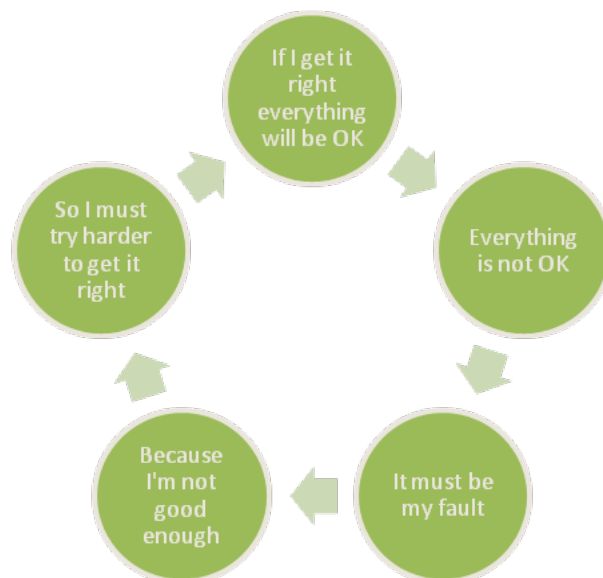 If I get it
right
everything
will be OK
Everything
is not OK
It must be
my fault
Because
I'm not
good
enough
So I must
try harder
to get it
right